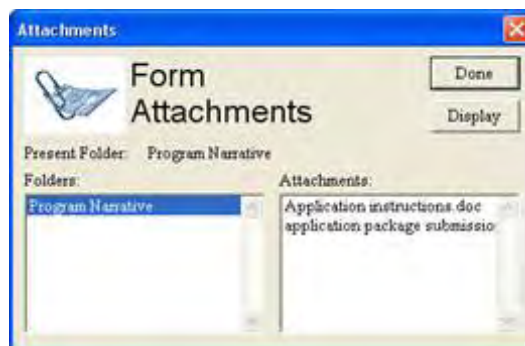 Attachments
Form
Attachments
Done
Display
Present Folder: Program Narrative
Folders:
Attachments:
Program Narrative
Application instructions.doc
application package submissio